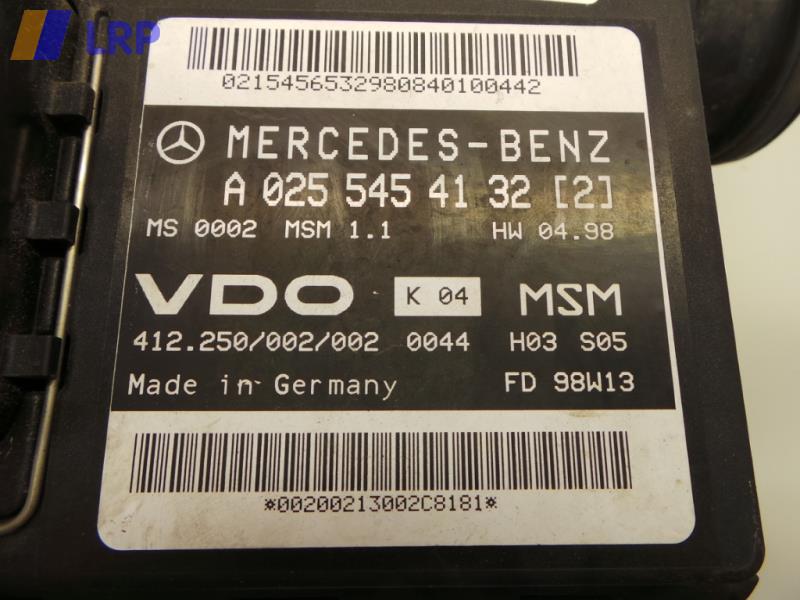 LRP
0215456532980840100442
MERCEDES-BENZ
A 025 545 41 32 [2]
MS 0002 MSM 1.1 HW 04.98
VDO K 04 MSM
412.250/002/002 0044 H03 S05
Made in Germany FD 98W13
*00200213002C8181*